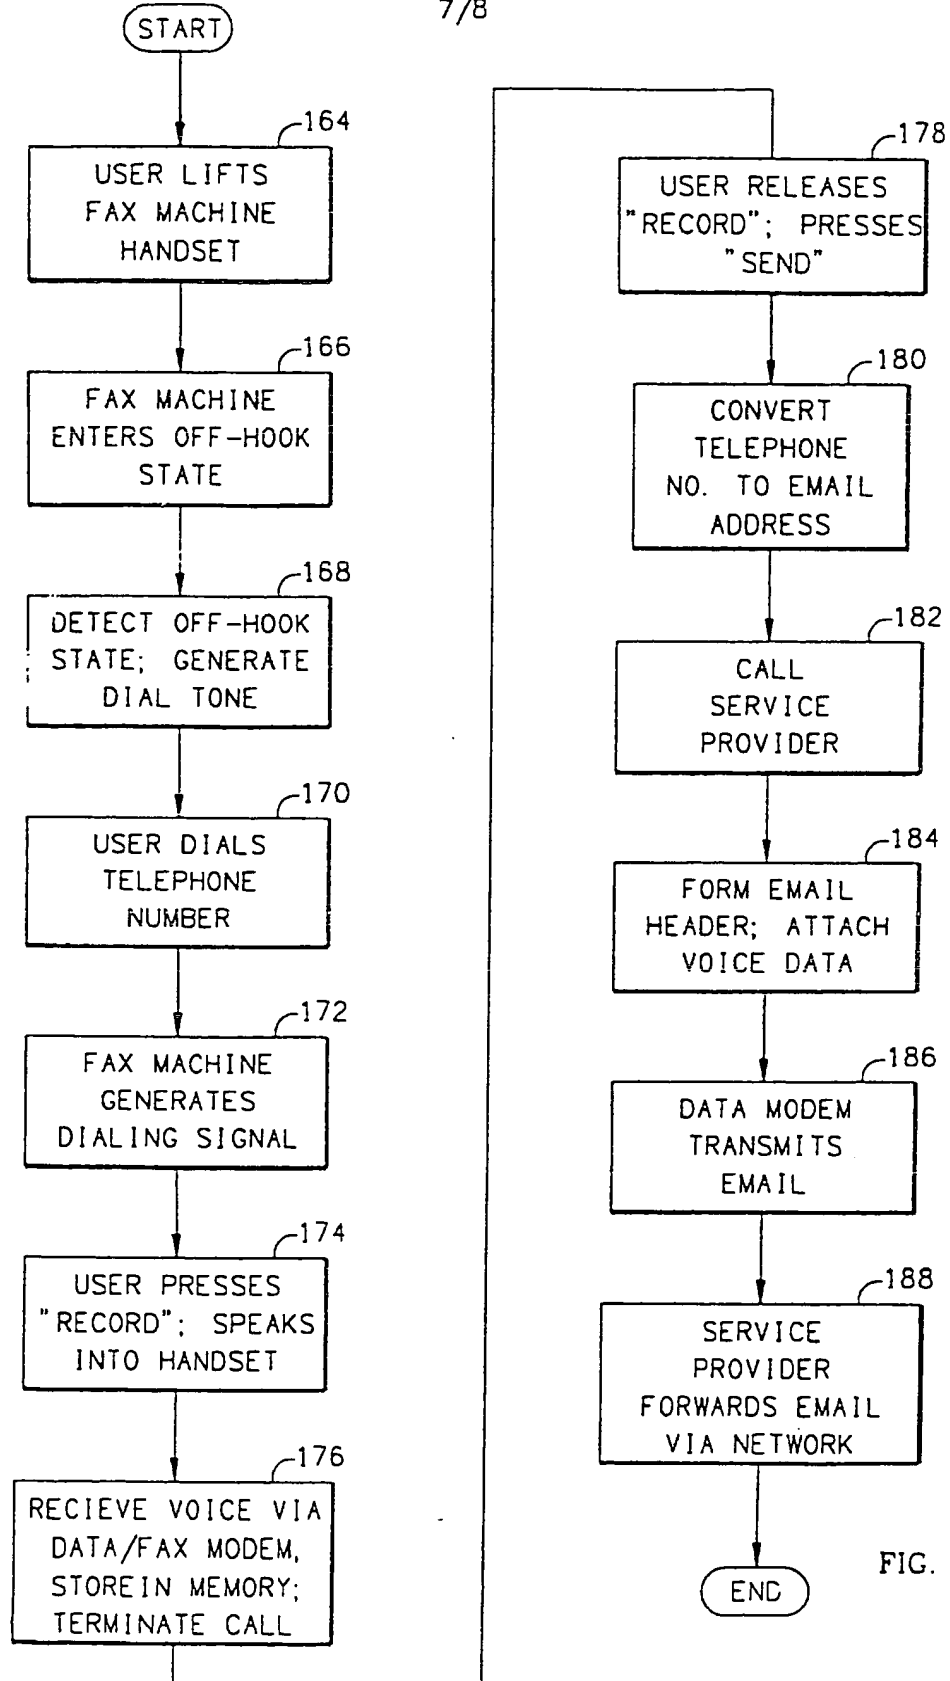 7/8
START
164
USER LIFTS
FAX MACHINE
HANDSET
166
FAX MACHINE
ENTERS OFF-HOOK
STATE
168
DETECT OFF-HOOK
STATE; GENERATE
DIAL TONE
170
USER DIALS
TELEPHONE
NUMBER
172
FAX MACHINE
GENERATES
DIALING SIGNAL
174
USER PRESSES
"RECORD"; SPEAKS
INTO HANDSET
176
RECIEVE VOICE VIA
DATA/FAX MODEM,
STOREIN MEMORY;
TERMINATE CALL
178
USER RELEASES
"RECORD"; PRESSES
"SEND"
180
CONVERT
TELEPHONE
NO. TO EMAIL
ADDRESS
182
CALL
SERVICE
PROVIDER
184
FORM EMAIL
HEADER; ATTACH
VOICE DATA
186
DATA MODEM
TRANSMITS
EMAIL
188
SERVICE
PROVIDER
FORWARDS EMAIL
VIA NETWORK
END
FIG.